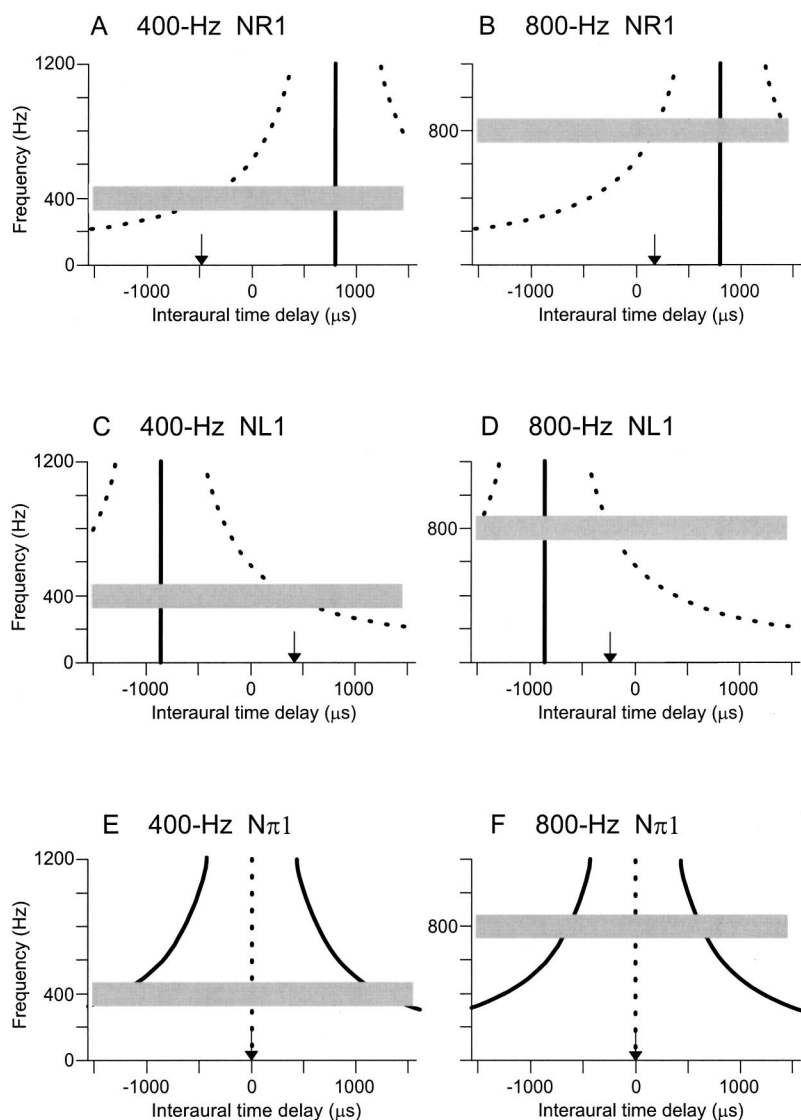 A 400-Hz NR1
B 800-Hz NR1
Frequency (Hz)
1200
400
0
800
-1000 0 1000
-1000 0 1000
Interaural time delay (μs)
Interaural time delay (μs)
C 400-Hz NL1
D 800-Hz NL1
Frequency (Hz)
1200
400
0
800
-1000 0 1000
-1000 0 1000
Interaural time delay (μs)
Interaural time delay (μs)
E 400-Hz Nπ1
F 800-Hz Nπ1
Frequency (Hz)
1200
400
0
800
-1000 0 1000
-1000 0 1000
Interaural time delay (μs)
Interaural time delay (μs)